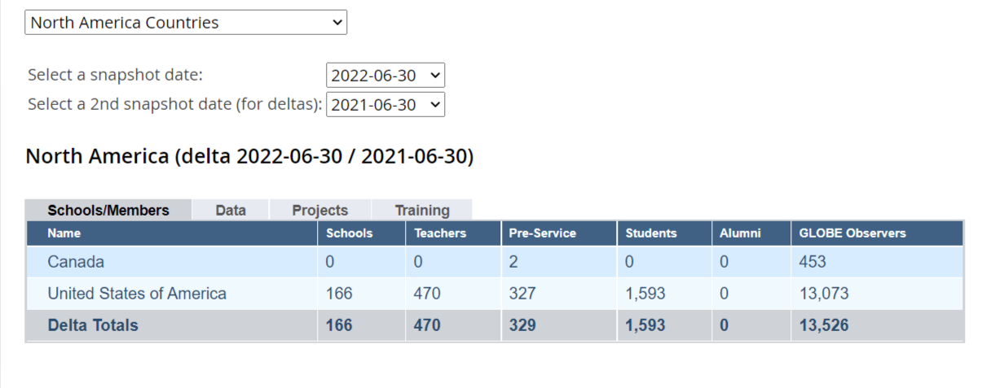 North America Countries
Select a snapshot date: 2022-06-30
Select a 2nd snapshot date (for deltas): 2021-06-30
North America (delta 2022-06-30 / 2021-06-30)
Schools/Members Data Projects Training
Name Schools Teachers Pre-Service Students Alumni GLOBE Observers
Canada 0 0 2 0 0 453
United States of America 166 470 327 1,593 0 13,073
Delta Totals 166 470 329 1,593 0 13,526